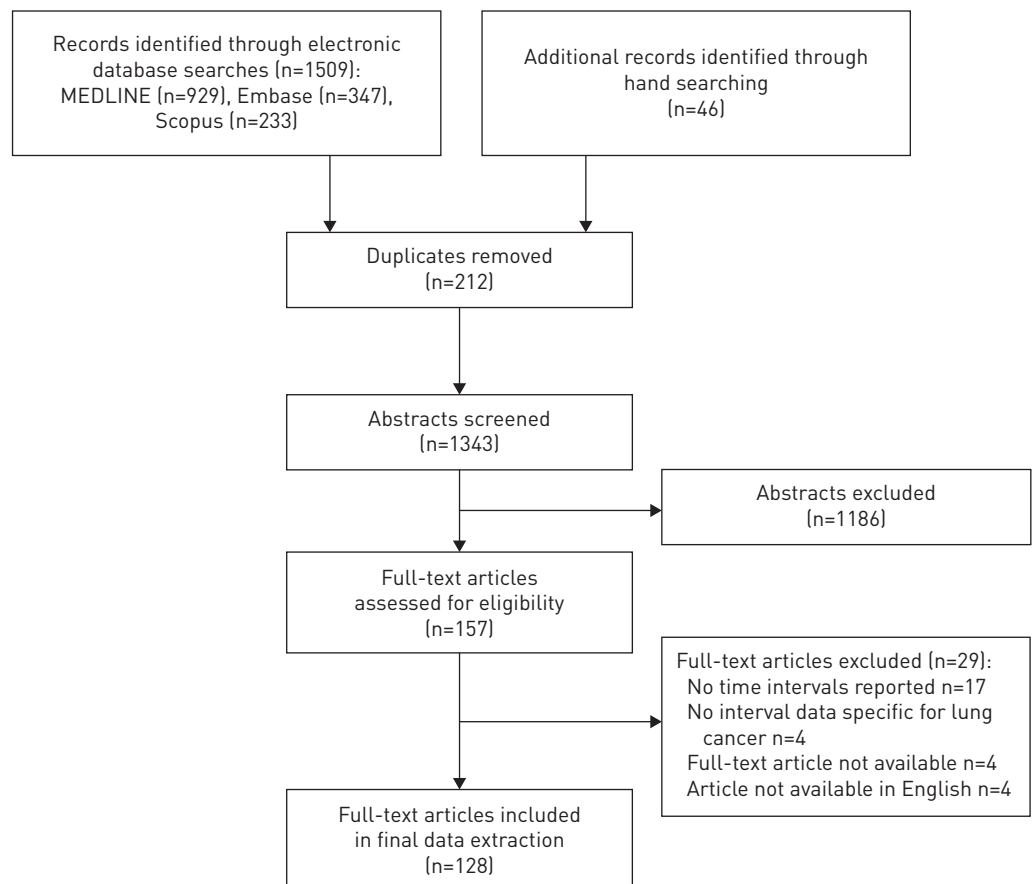 Records identified through electronic
database searches (n=1509):
MEDLINE (n=929), Embase (n=347),
Scopus (n=233)
Additional records identified through
hand searching
(n=46)
Duplicates removed
(n=212)
Abstracts screened
(n=1343)
Abstracts excluded
(n=1186)
Full-text articles
assessed for eligibility
(n=157)
Full-text articles excluded (n=29):
No time intervals reported n=17
No interval data specific for lung
cancer n=4
Full-text article not available n=4
Article not available in English n=4
Full-text articles included
in final data extraction
(n=128)